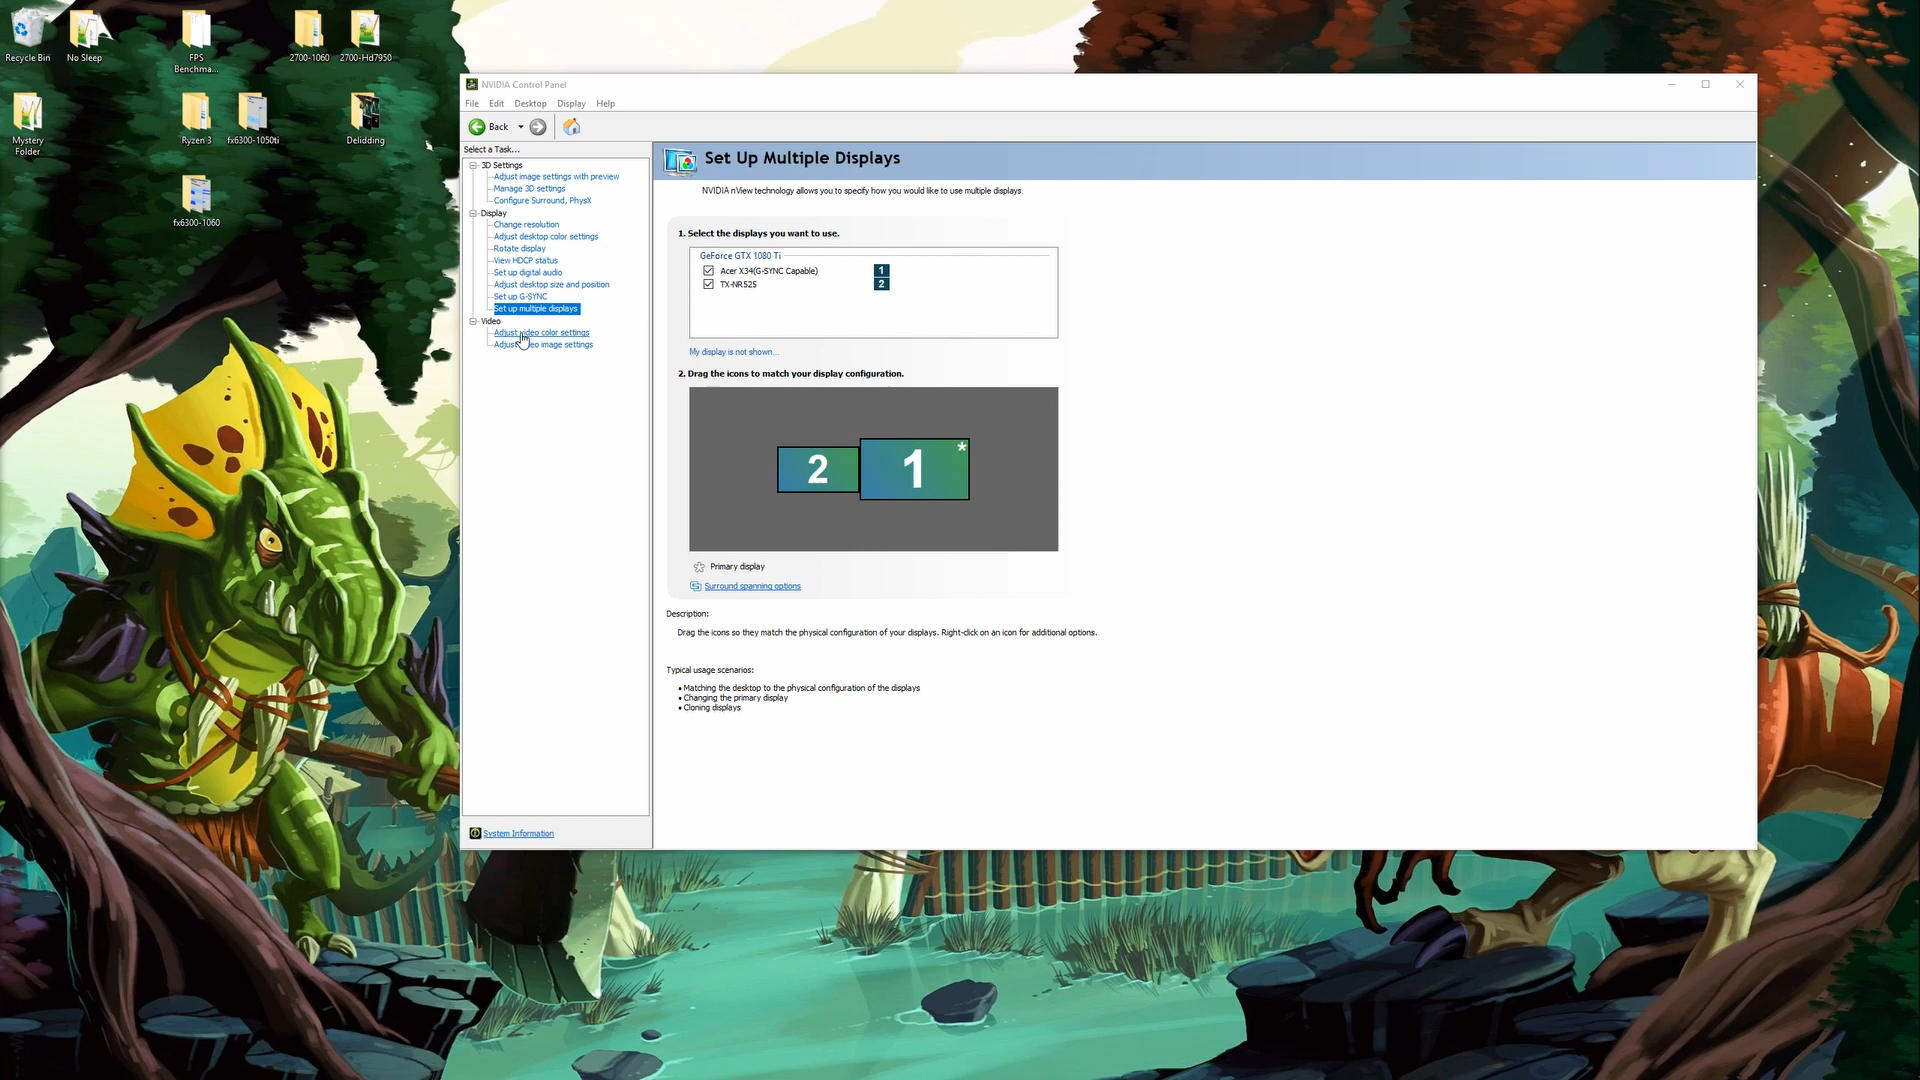 Recycle Bin
No Sleep
FPS
Benchma...
2700-1060
2700-Hd7950
Mystery
Folder
Ryzen 3
fx6300-1050ti
Delidding
fx6300-1060
NVIDIA Control Panel
File Edit Desktop Display Help
Back
Select a Task...
3D Settings
Adjust image settings with preview
Manage 3D settings
Configure Surround, PhysX
Display
Change resolution
Adjust desktop color settings
Rotate display
View HDCP status
Set up digital audio
Adjust desktop size and position
Set up G-SYNC
Set up multiple displays
Video
Adjust video color settings
Adjust video image settings
System Information
Set Up Multiple Displays
NVIDIA nView technology allows you to specify how you would like to use multiple displays.
1. Select the displays you want to use.
GeForce GTX 1080 Ti
Acer X34(G-SYNC Capable) 1
TX-NR525 2
My display is not shown...
2. Drag the icons to match your display configuration.
2 1 *
Primary display
Surround spanning options
Description:
Drag the icons so they match the physical configuration of your displays. Right-click on an icon for additional options.
Typical usage scenarios:
• Matching the desktop to the physical configuration of the displays
• Changing the primary display
• Cloning displays